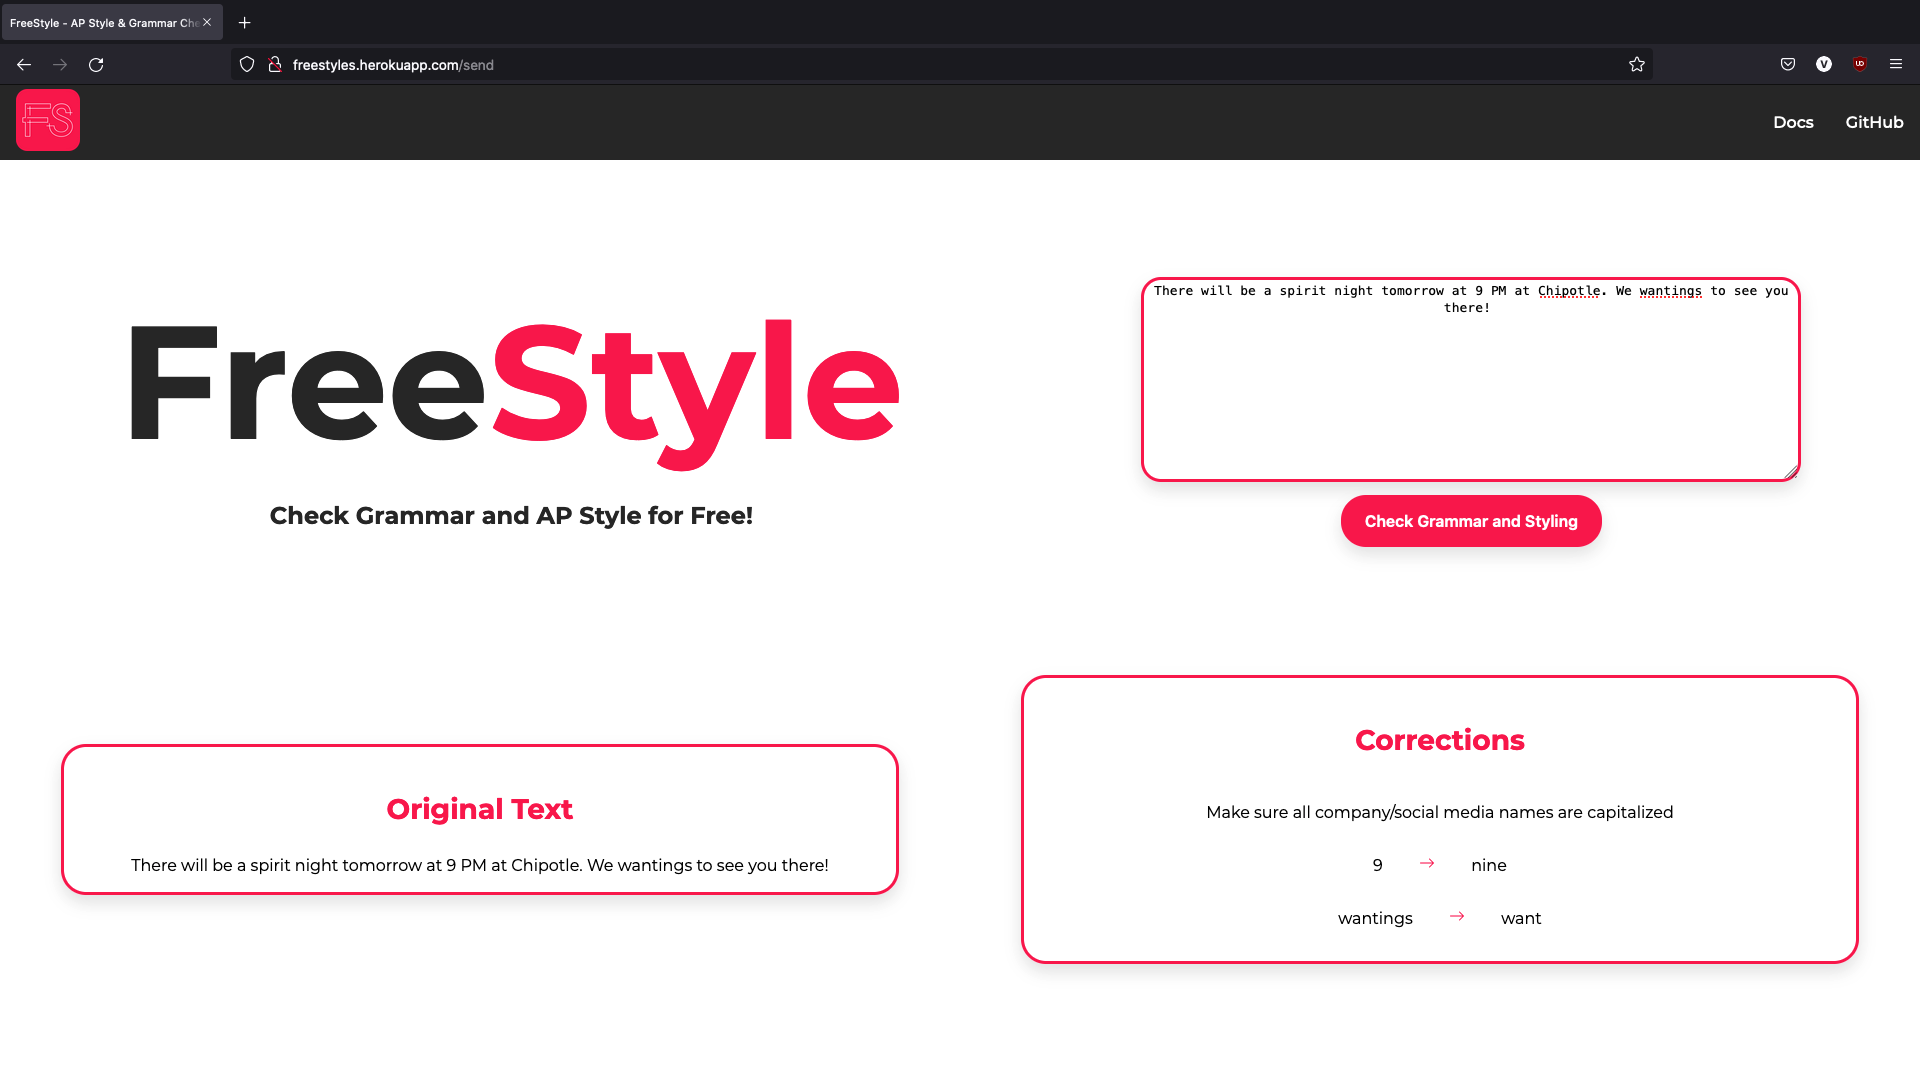 FreeStyle - AP Style & Grammar Che
freestyles.herokuapp.com/send
FS
Docs
GitHub
FreeStyle
Check Grammar and AP Style for Free!
There will be a spirit night tomorrow at 9 PM at Chipotle. We wantings to see you
there!
Check Grammar and Styling
Original Text
There will be a spirit night tomorrow at 9 PM at Chipotle. We wantings to see you there!
Corrections
Make sure all company/social media names are capitalized
9 → nine
wantings → want